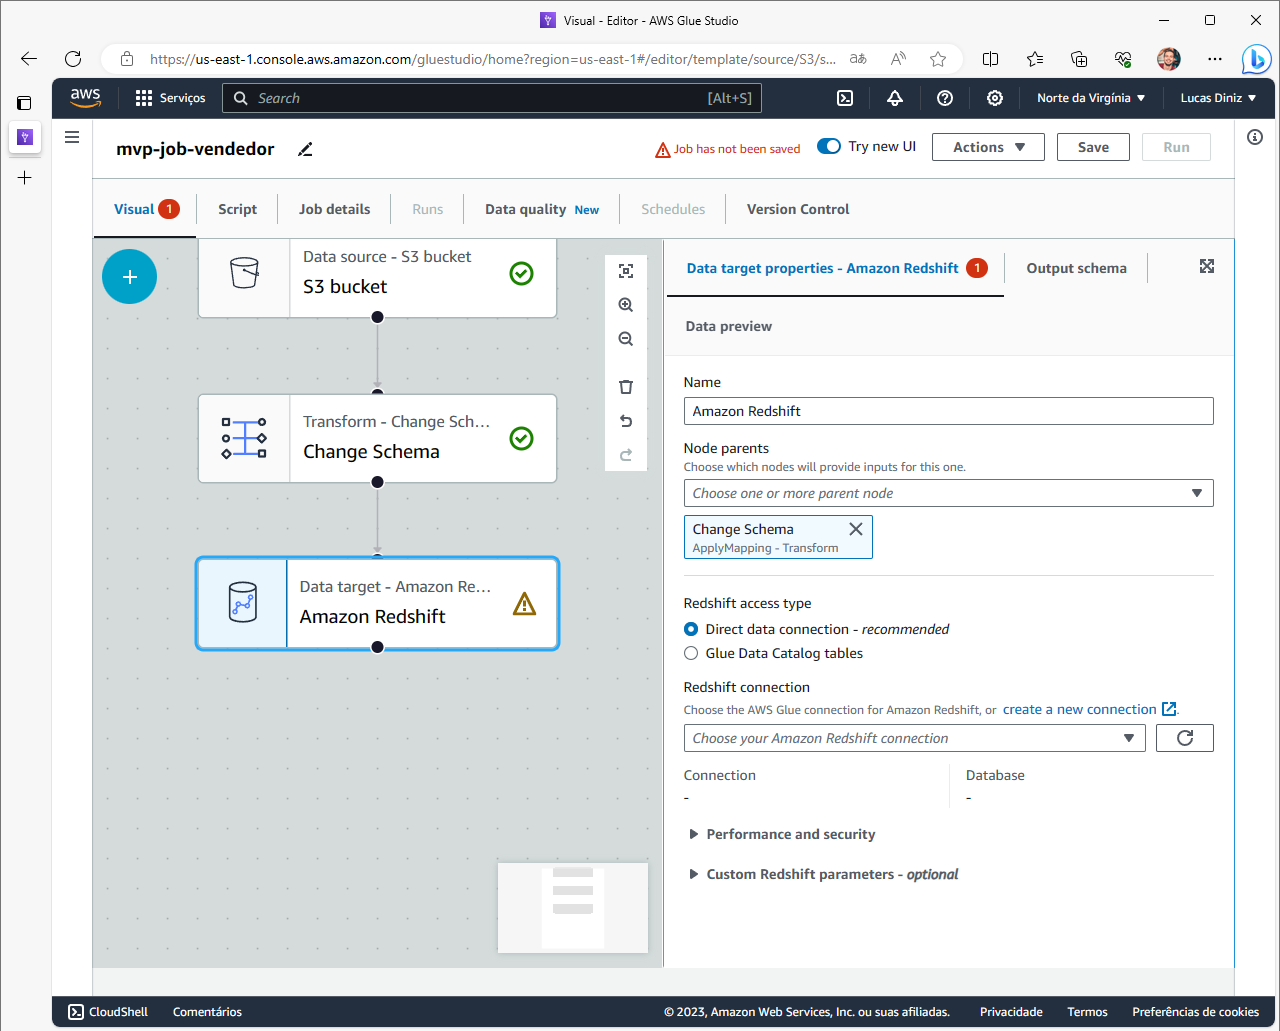 Visual - Editor - AWS Glue Studio
https://us-east-1.console.aws.amazon.com/gluestudio/home?region=us-east-1#/editor/template/source/S3/s...
aws
Serviços
Search
[Alt+S]
Norte da Virgínia
Lucas Diniz
mvp-job-vendedor
Job has not been saved
Try new UI
Actions
Save
Run
Visual 1
Script
Job details
Runs
Data quality New
Schedules
Version Control
Data source - S3 bucket
S3 bucket
Transform - Change Sch...
Change Schema
Data target - Amazon Re...
Amazon Redshift
Data target properties - Amazon Redshift 1
Output schema
Data preview
Name
Amazon Redshift
Node parents
Choose which nodes will provide inputs for this one.
Choose one or more parent node
Change Schema
ApplyMapping - Transform
Redshift access type
Direct data connection - recommended
Glue Data Catalog tables
Redshift connection
Choose the AWS Glue connection for Amazon Redshift, or create a new connection .
Choose your Amazon Redshift connection
Connection
-
Database
-
Performance and security
Custom Redshift parameters - optional
CloudShell
Comentários
© 2023, Amazon Web Services, Inc. ou suas afiliadas.
Privacidade
Termos
Preferências de cookies